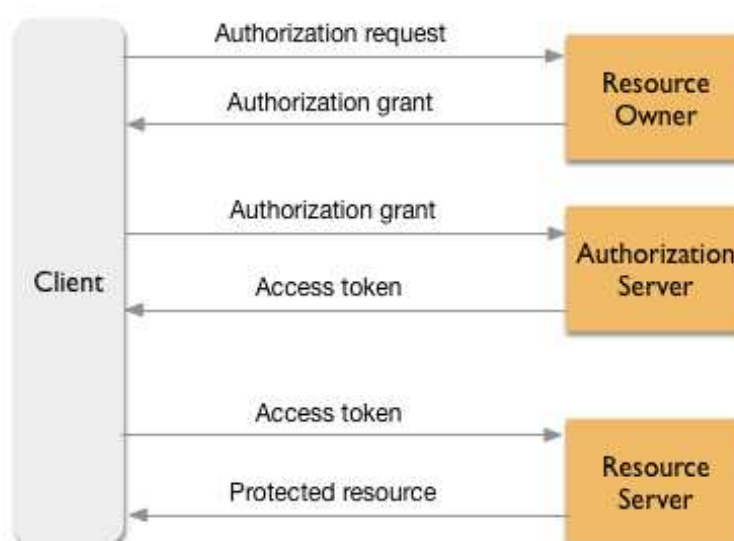 Authorization request
Resource
Owner
Authorization grant
Authorization grant
Authorization
Server
Client
Access token
Access token
Resource
Server
Protected resource